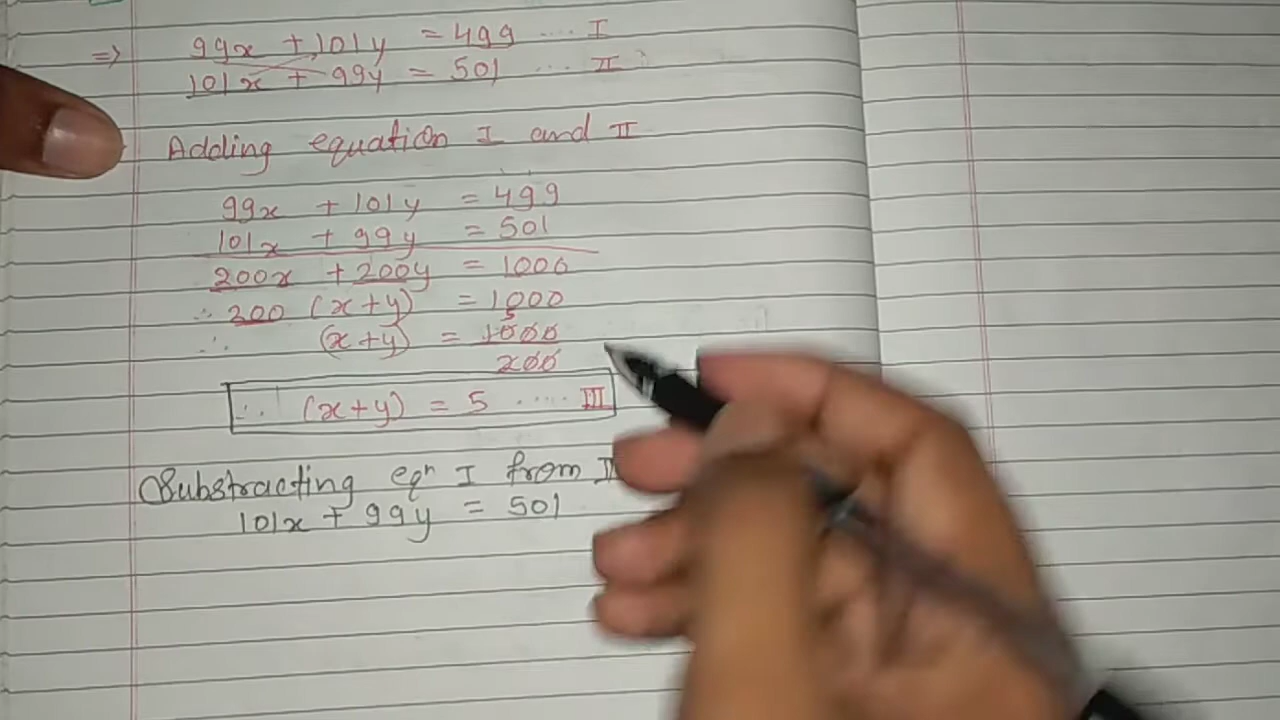 ⇒ 99x + 101y = 499 .... I
101x + 99y = 501 ... II
Adding equation I and II
99x + 101y = 499
101x + 99y = 501
200x + 200y = 1000
∴ 200 (x+y) = 1000
∴ (x+y) = 1000
5
200
∴ (x+y) = 5 ..... III
Substracting eqn I from
101x + 99y = 501